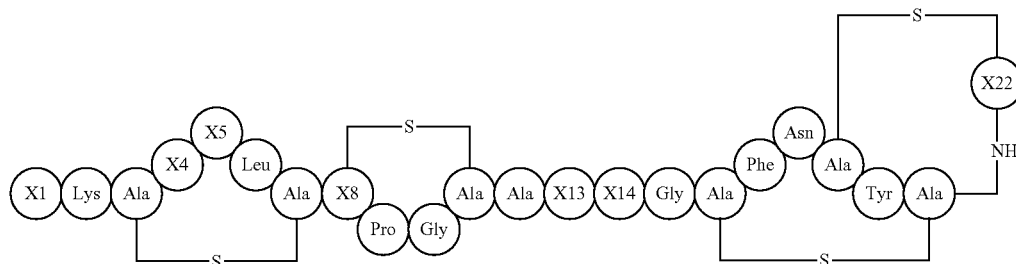 S
X22
X5
Asn
S
X4
Leu
Phe
Ala
NH
X1
Lys
Ala
Ala
X8
Ala
Ala
X13
X14
Gly
Ala
Tyr
Ala
Pro
Gly
S
S